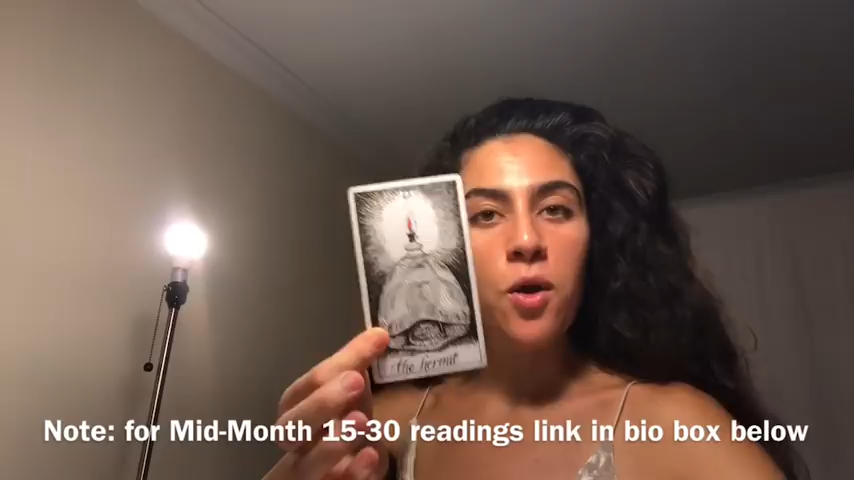 the hermit
Note: for Mid-Month 15-30 readings link in bio box below